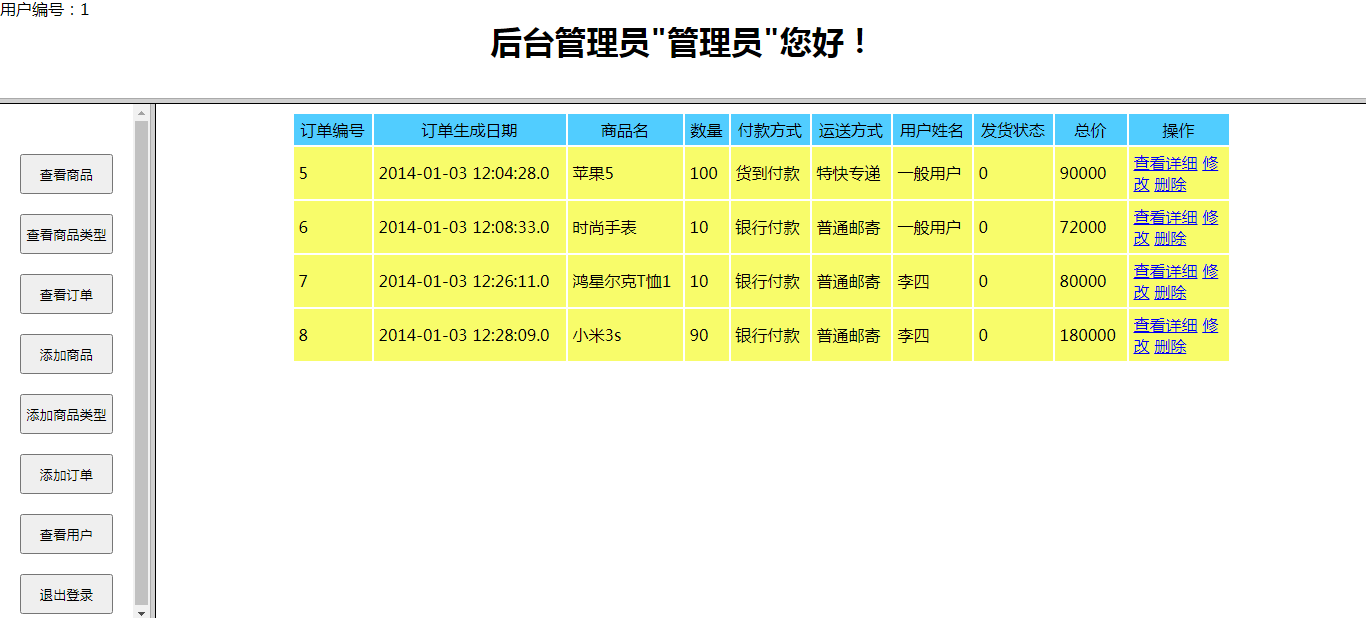 用户编号：1
后台管理员"管理员"您好！
查看商品
查看商品类型
查看订单
添加商品
添加商品类型
添加订单
查看用户
退出登录
订单编号 订单生成日期 商品名 数量 付款方式 运送方式 用户姓名 发货状态 总价 操作
5 2014-01-03 12:04:28.0 苹果5 100 货到付款 特快专递 一般用户 0 90000 查看详细 修
改 删除
6 2014-01-03 12:08:33.0 时尚手表 10 银行付款 普通邮寄 一般用户 0 72000 查看详细 修
改 删除
7 2014-01-03 12:26:11.0 鸿星尔克T恤1 10 银行付款 普通邮寄 李四 0 80000 查看详细 修
改 删除
8 2014-01-03 12:28:09.0 小米3s 90 银行付款 普通邮寄 李四 0 180000 查看详细 修
改 删除